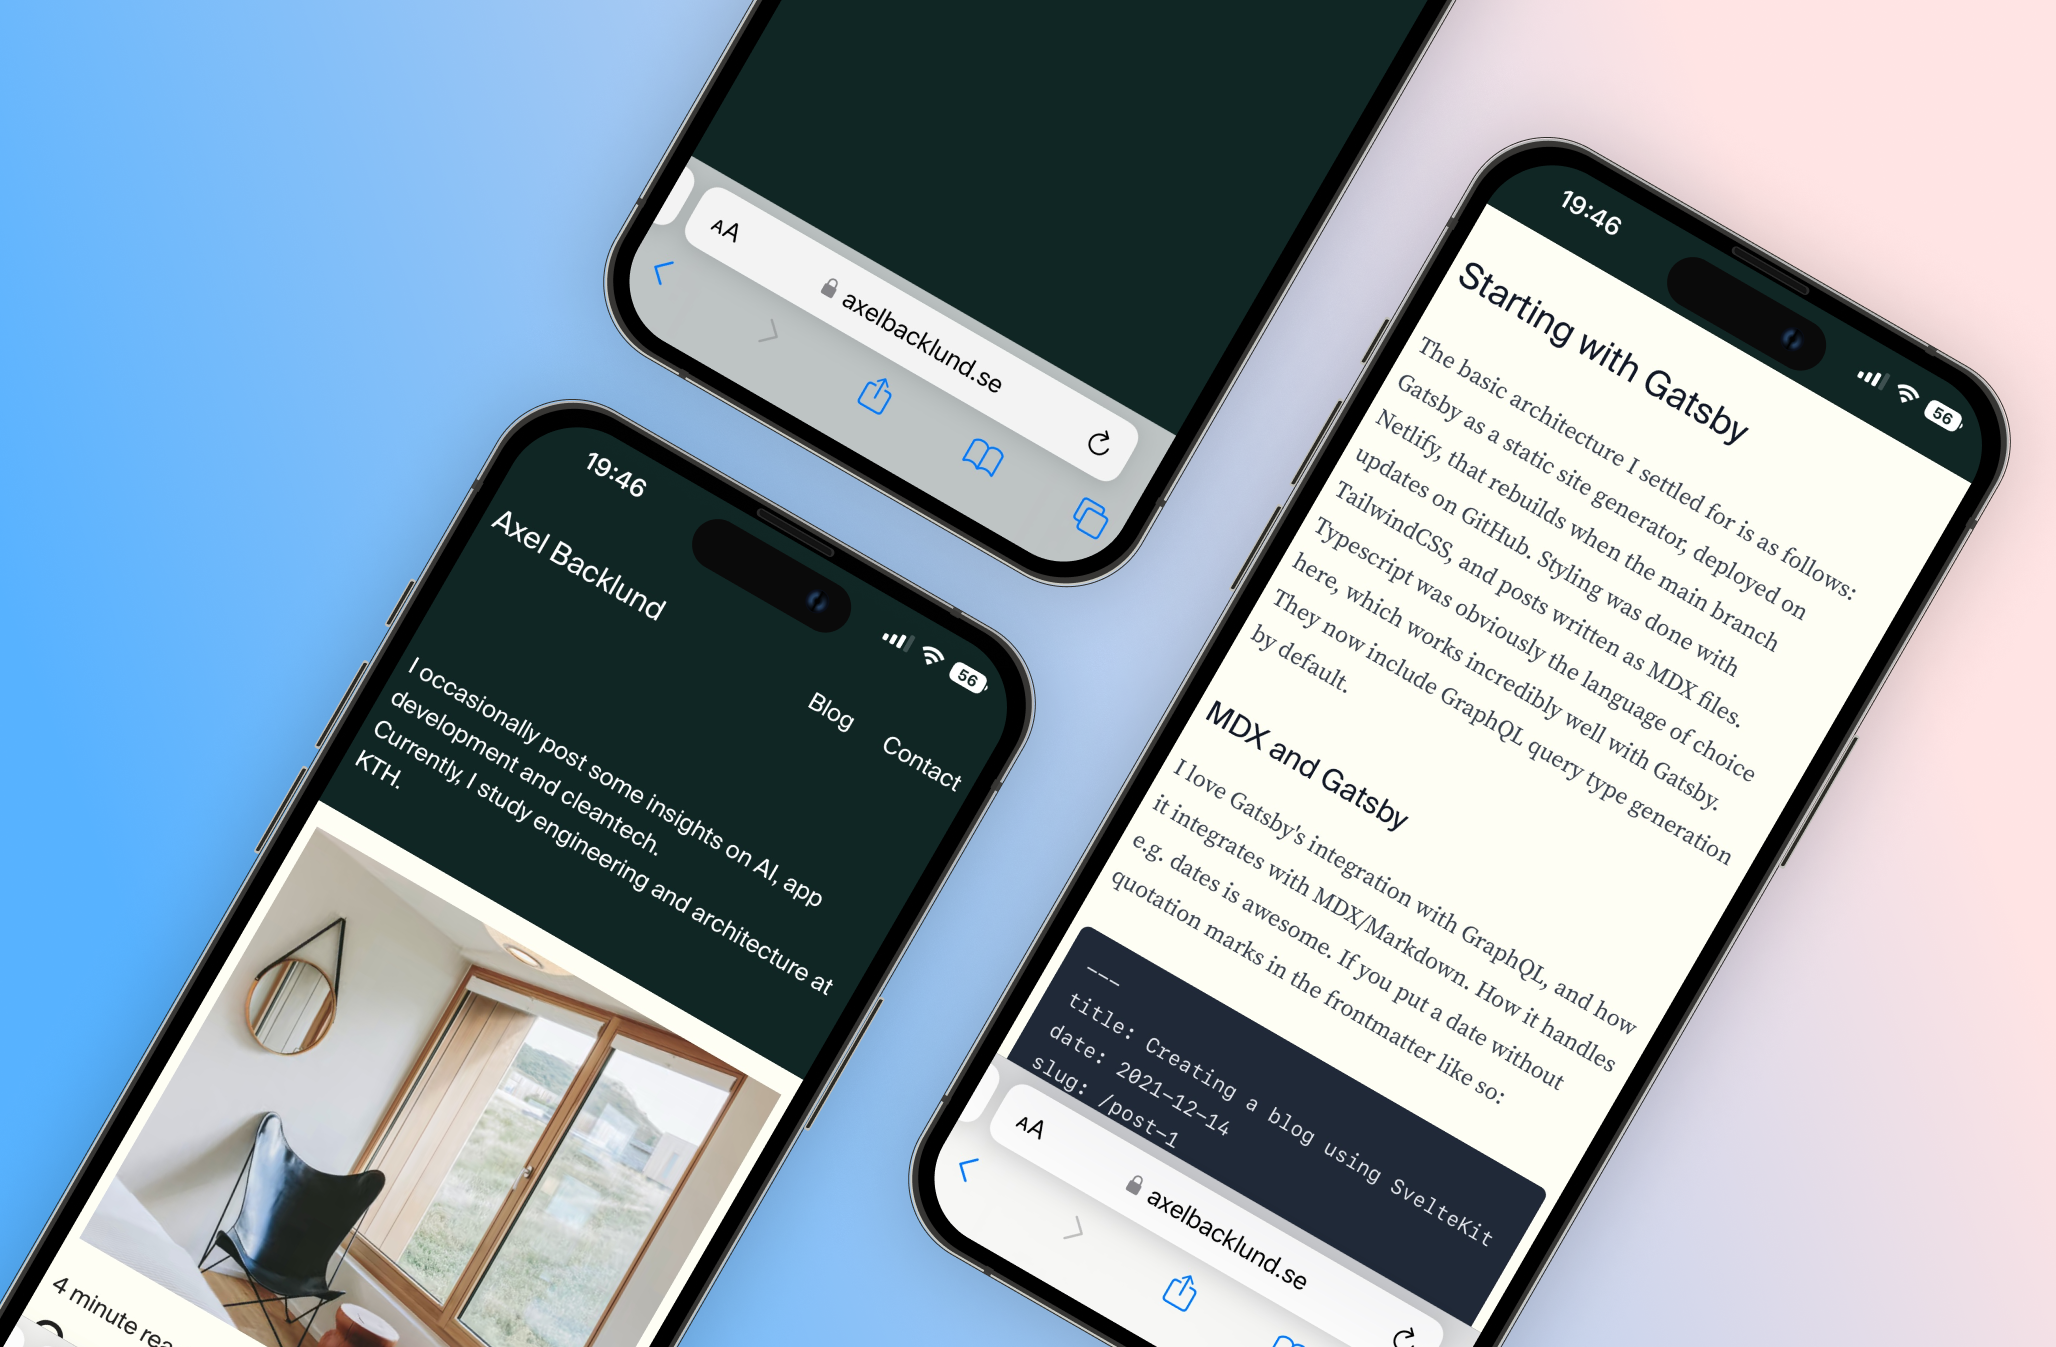 AA
axelbacklund.se
19:46
56
Axel Backlund
Blog
Contact
I occasionally post some insights on AI, app
development and cleantech.
Currently, I study engineering and architecture at
KTH.
4 minute rea
19:46
56
Starting with Gatsby
The basic architecture I settled for is as follows:
Gatsby as a static site generator, deployed on
Netlify, that rebuilds when the main branch
updates on GitHub. Styling was done with
TailwindCSS, and posts written as MDX files.
Typescript was obviously the language of choice
here, which works incredibly well with Gatsby.
They now include GraphQL query type generation
by default.
MDX and Gatsby
I love Gatsby's integration with GraphQL, and how
it integrates with MDX/Markdown. How it handles
e.g. dates is awesome. If you put a date without
quotation marks in the frontmatter like so:
---
title: Creating a blog using SvelteKit
date: 2021-12-14
slug: /post-1
AA
axelbacklund.se